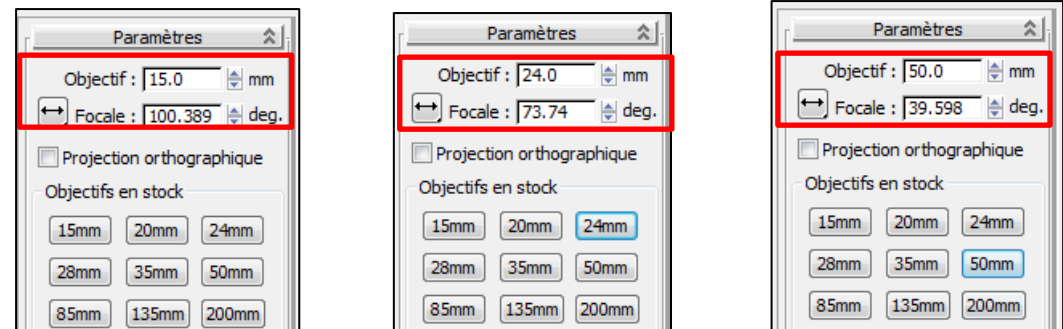 Paramètres
Objectif : 15.0 mm
Focale : 100.389 deg.
Projection orthographique
Objectifs en stock
15mm 20mm 24mm
28mm 35mm 50mm
85mm 135mm 200mm
Paramètres
Objectif : 24.0 mm
Focale : 73.74 deg.
Projection orthographique
Objectifs en stock
15mm 20mm 24mm
28mm 35mm 50mm
85mm 135mm 200mm
Paramètres
Objectif : 50.0 mm
Focale : 39.598 deg.
Projection orthographique
Objectifs en stock
15mm 20mm 24mm
28mm 35mm 50mm
85mm 135mm 200mm